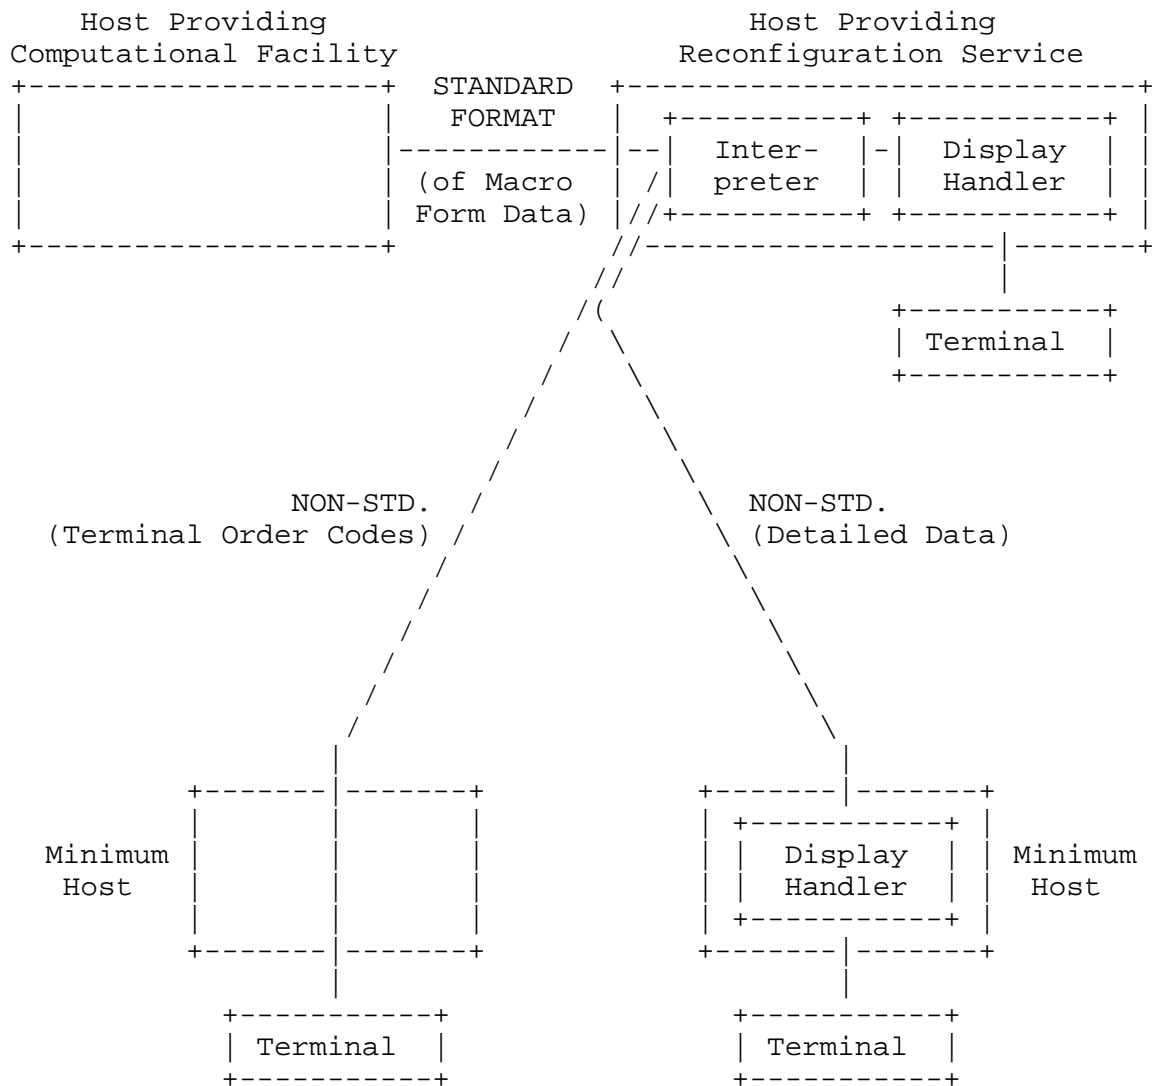 Host Providing
Computational Facility
Host Providing
Reconfiguration Service
STANDARD
FORMAT
(of Macro
Form Data)
Inter-
preter
Display
Handler
Terminal
NON-STD.
(Terminal Order Codes)
NON-STD.
(Detailed Data)
Minimum
Host
Display
Handler
Minimum
Host
Terminal
Terminal